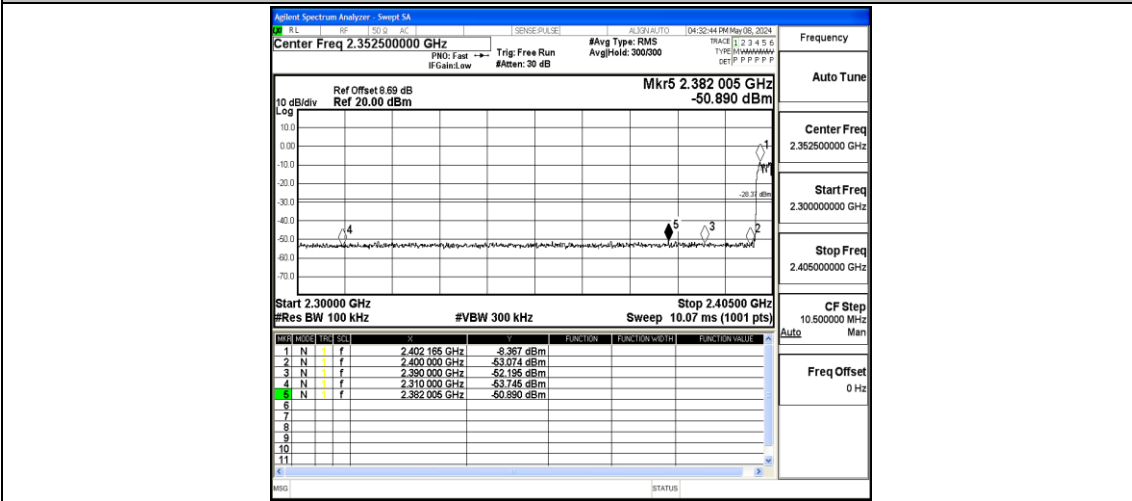 Agilent Spectrum Analyzer - Swept SA
RL RF 50 Ω AC SENSE:PULSE ALIGN AUTO 04:32:44 PM May 08, 2024
Center Freq 2.352500000 GHz
PNO: Fast
IFGain:Low
Trig: Free Run
#Atten: 30 dB
#Avg Type: RMS
Avg|Hold: 300/300
TRACE 1 2 3 4 5 6
TYPE
DET P P P P P P
Frequency
Mkr5 2.382 005 GHz
-50.890 dBm
Ref Offset 8.69 dB
10 dB/div Ref 20.00 dBm
Log
10.0
0.00
-10.0
-20.0
-30.0
-40.0
-50.0
-60.0
-70.0
1
-28.37 dBm
4
5
3
2
Start 2.30000 GHz Stop 2.40500 GHz
#Res BW 100 kHz #VBW 300 kHz Sweep 10.07 ms (1001 pts)
MKR MODE TRC SCL X Y FUNCTION FUNCTION WIDTH FUNCTION VALUE
1 N 1 f 2.402 165 GHz -8.367 dBm
2 N 1 f 2.400 000 GHz -53.074 dBm
3 N 1 f 2.390 000 GHz -52.195 dBm
4 N 1 f 2.310 000 GHz -53.745 dBm
5 N 1 f 2.382 005 GHz -50.890 dBm
6
7
8
9
10
11
MSG STATUS
Auto Tune
Center Freq
2.352500000 GHz
Start Freq
2.300000000 GHz
Stop Freq
2.405000000 GHz
CF Step
10.500000 MHz
Auto Man
Freq Offset
0 Hz